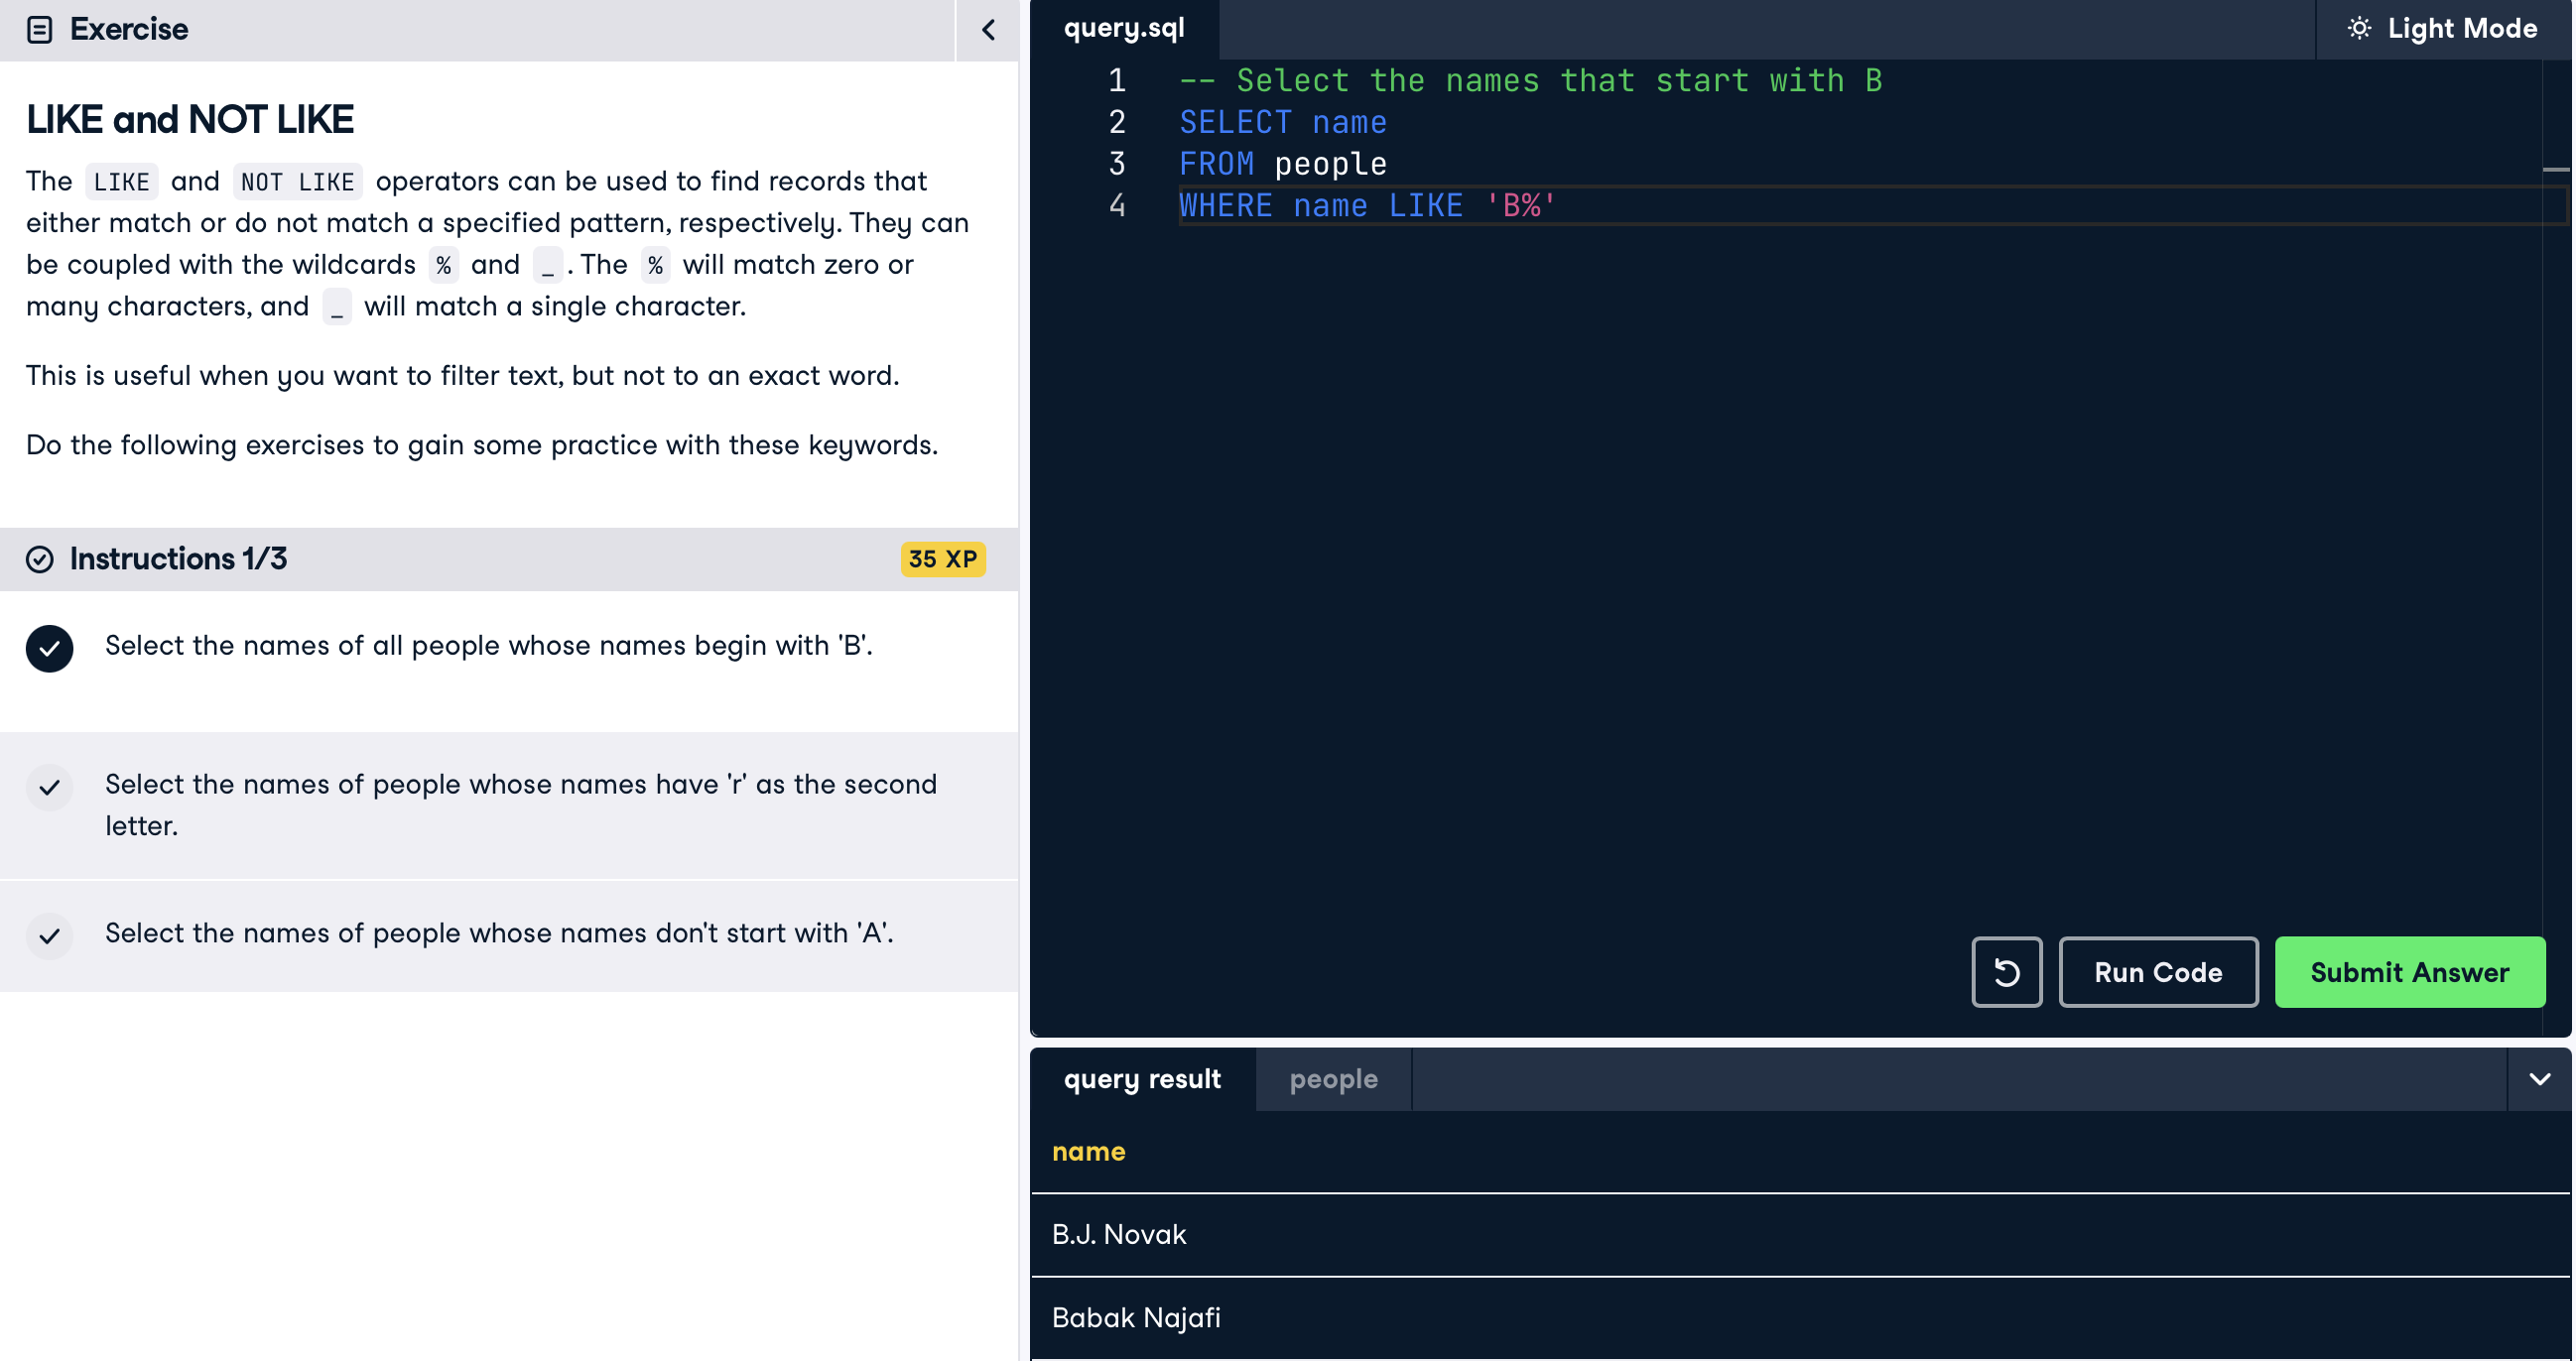 Exercise
LIKE and NOT LIKE
The LIKE and NOT LIKE operators can be used to find records that
either match or do not match a specified pattern, respectively. They can
be coupled with the wildcards % and _. The % will match zero or
many characters, and _ will match a single character.
This is useful when you want to filter text, but not to an exact word.
Do the following exercises to gain some practice with these keywords.
Instructions 1/3
35 XP
Select the names of all people whose names begin with 'B'.
Select the names of people whose names have 'r' as the second
letter.
Select the names of people whose names don't start with 'A'.
query.sql
Light Mode
1 -- Select the names that start with B
2 SELECT name
3 FROM people
4 WHERE name LIKE 'B%'
Run Code
Submit Answer
query result
people
name
B.J. Novak
Babak Najafi